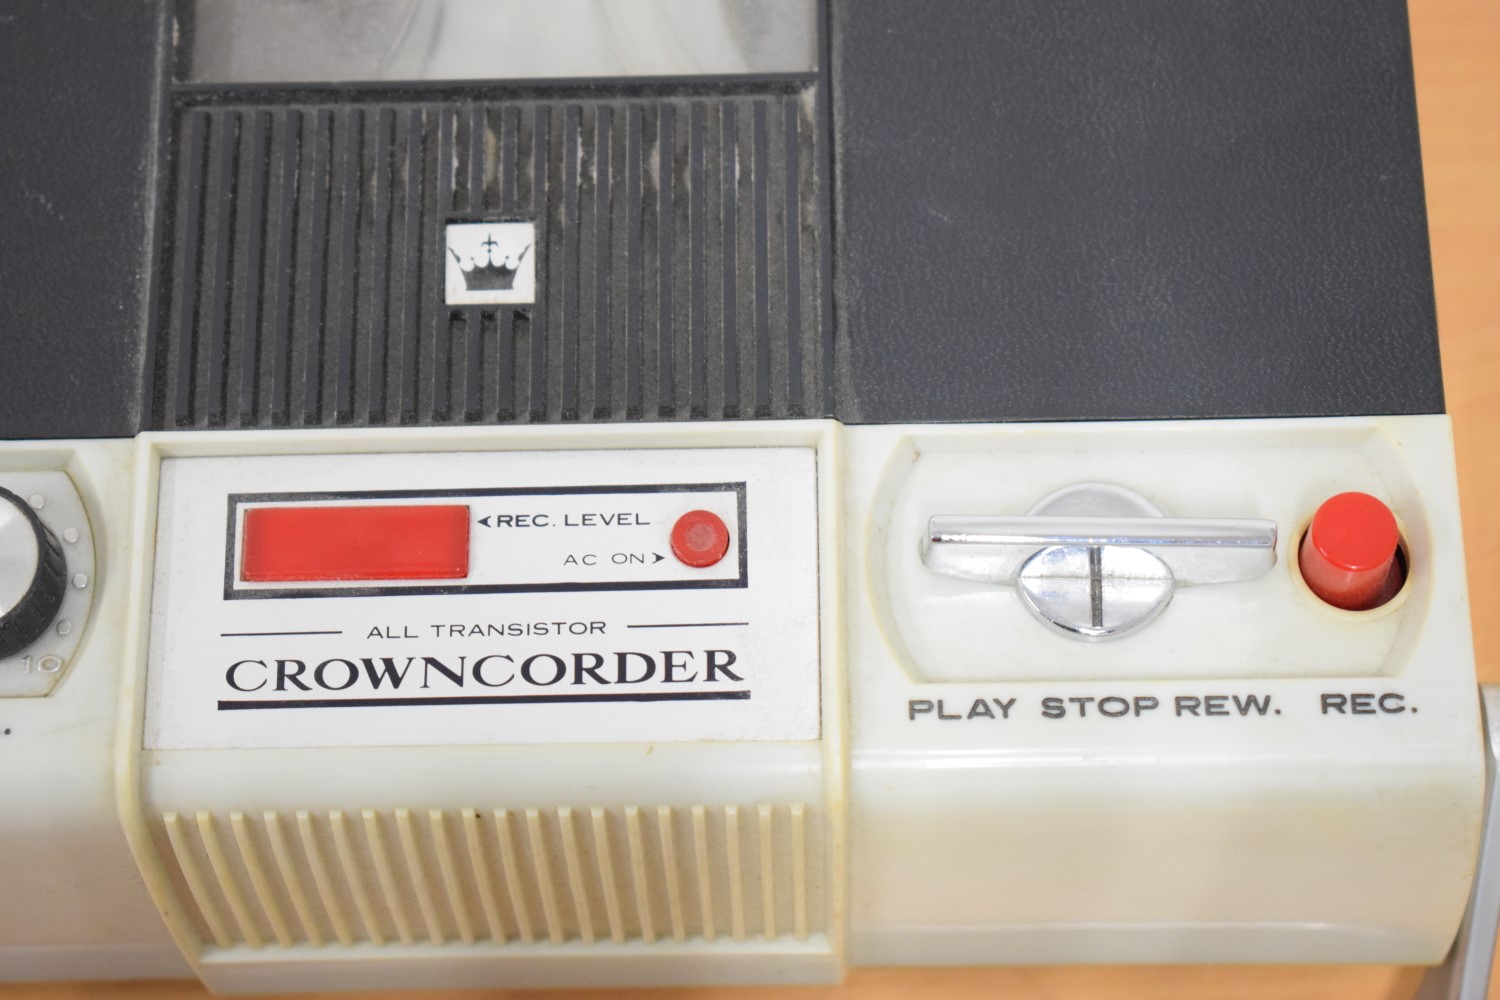 REC. LEVEL
AC ON
ALL TRANSISTOR
CROWNCORDER
10
PLAY STOP REW. REC.